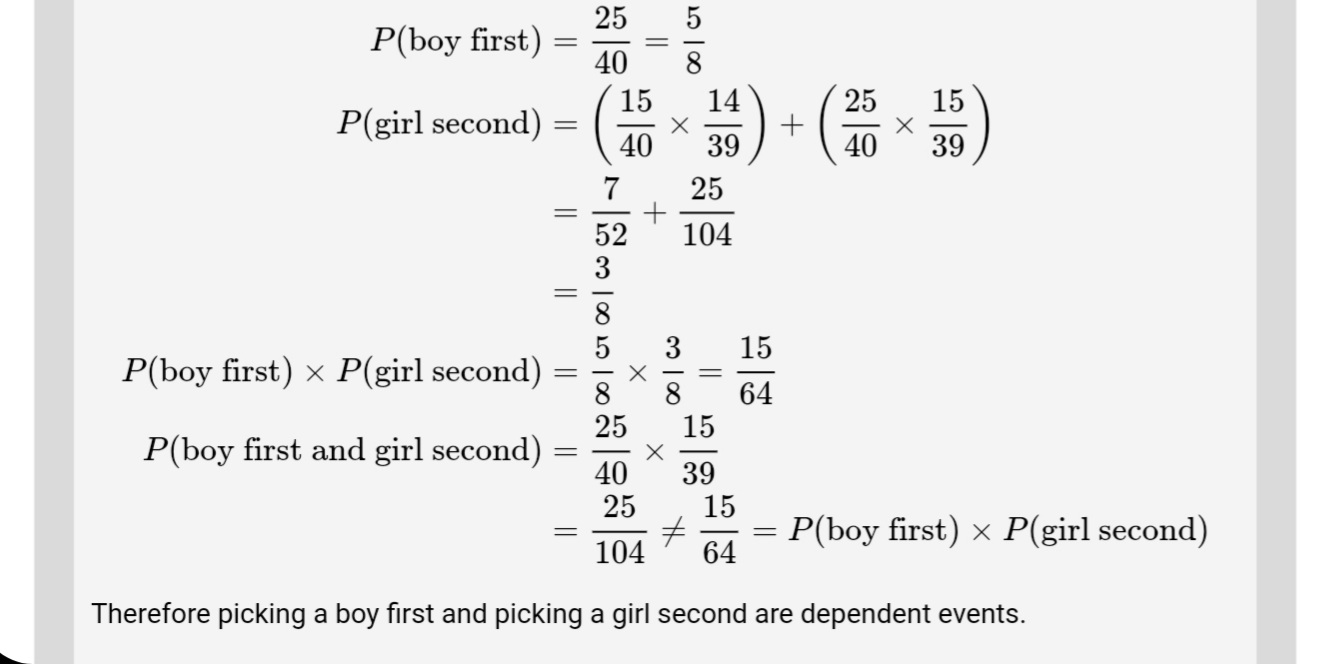 P(boy first) = 25/40 = 5/8
P(girl second) = (15/40 × 14/39) + (25/40 × 15/39)
= 7/52 + 25/104
= 3/8
P(boy first) × P(girl second) = 5/8 × 3/8 = 15/64
P(boy first and girl second) = 25/40 × 15/39
= 25/104 ≠ 15/64 = P(boy first) × P(girl second)
Therefore picking a boy first and picking a girl second are dependent events.